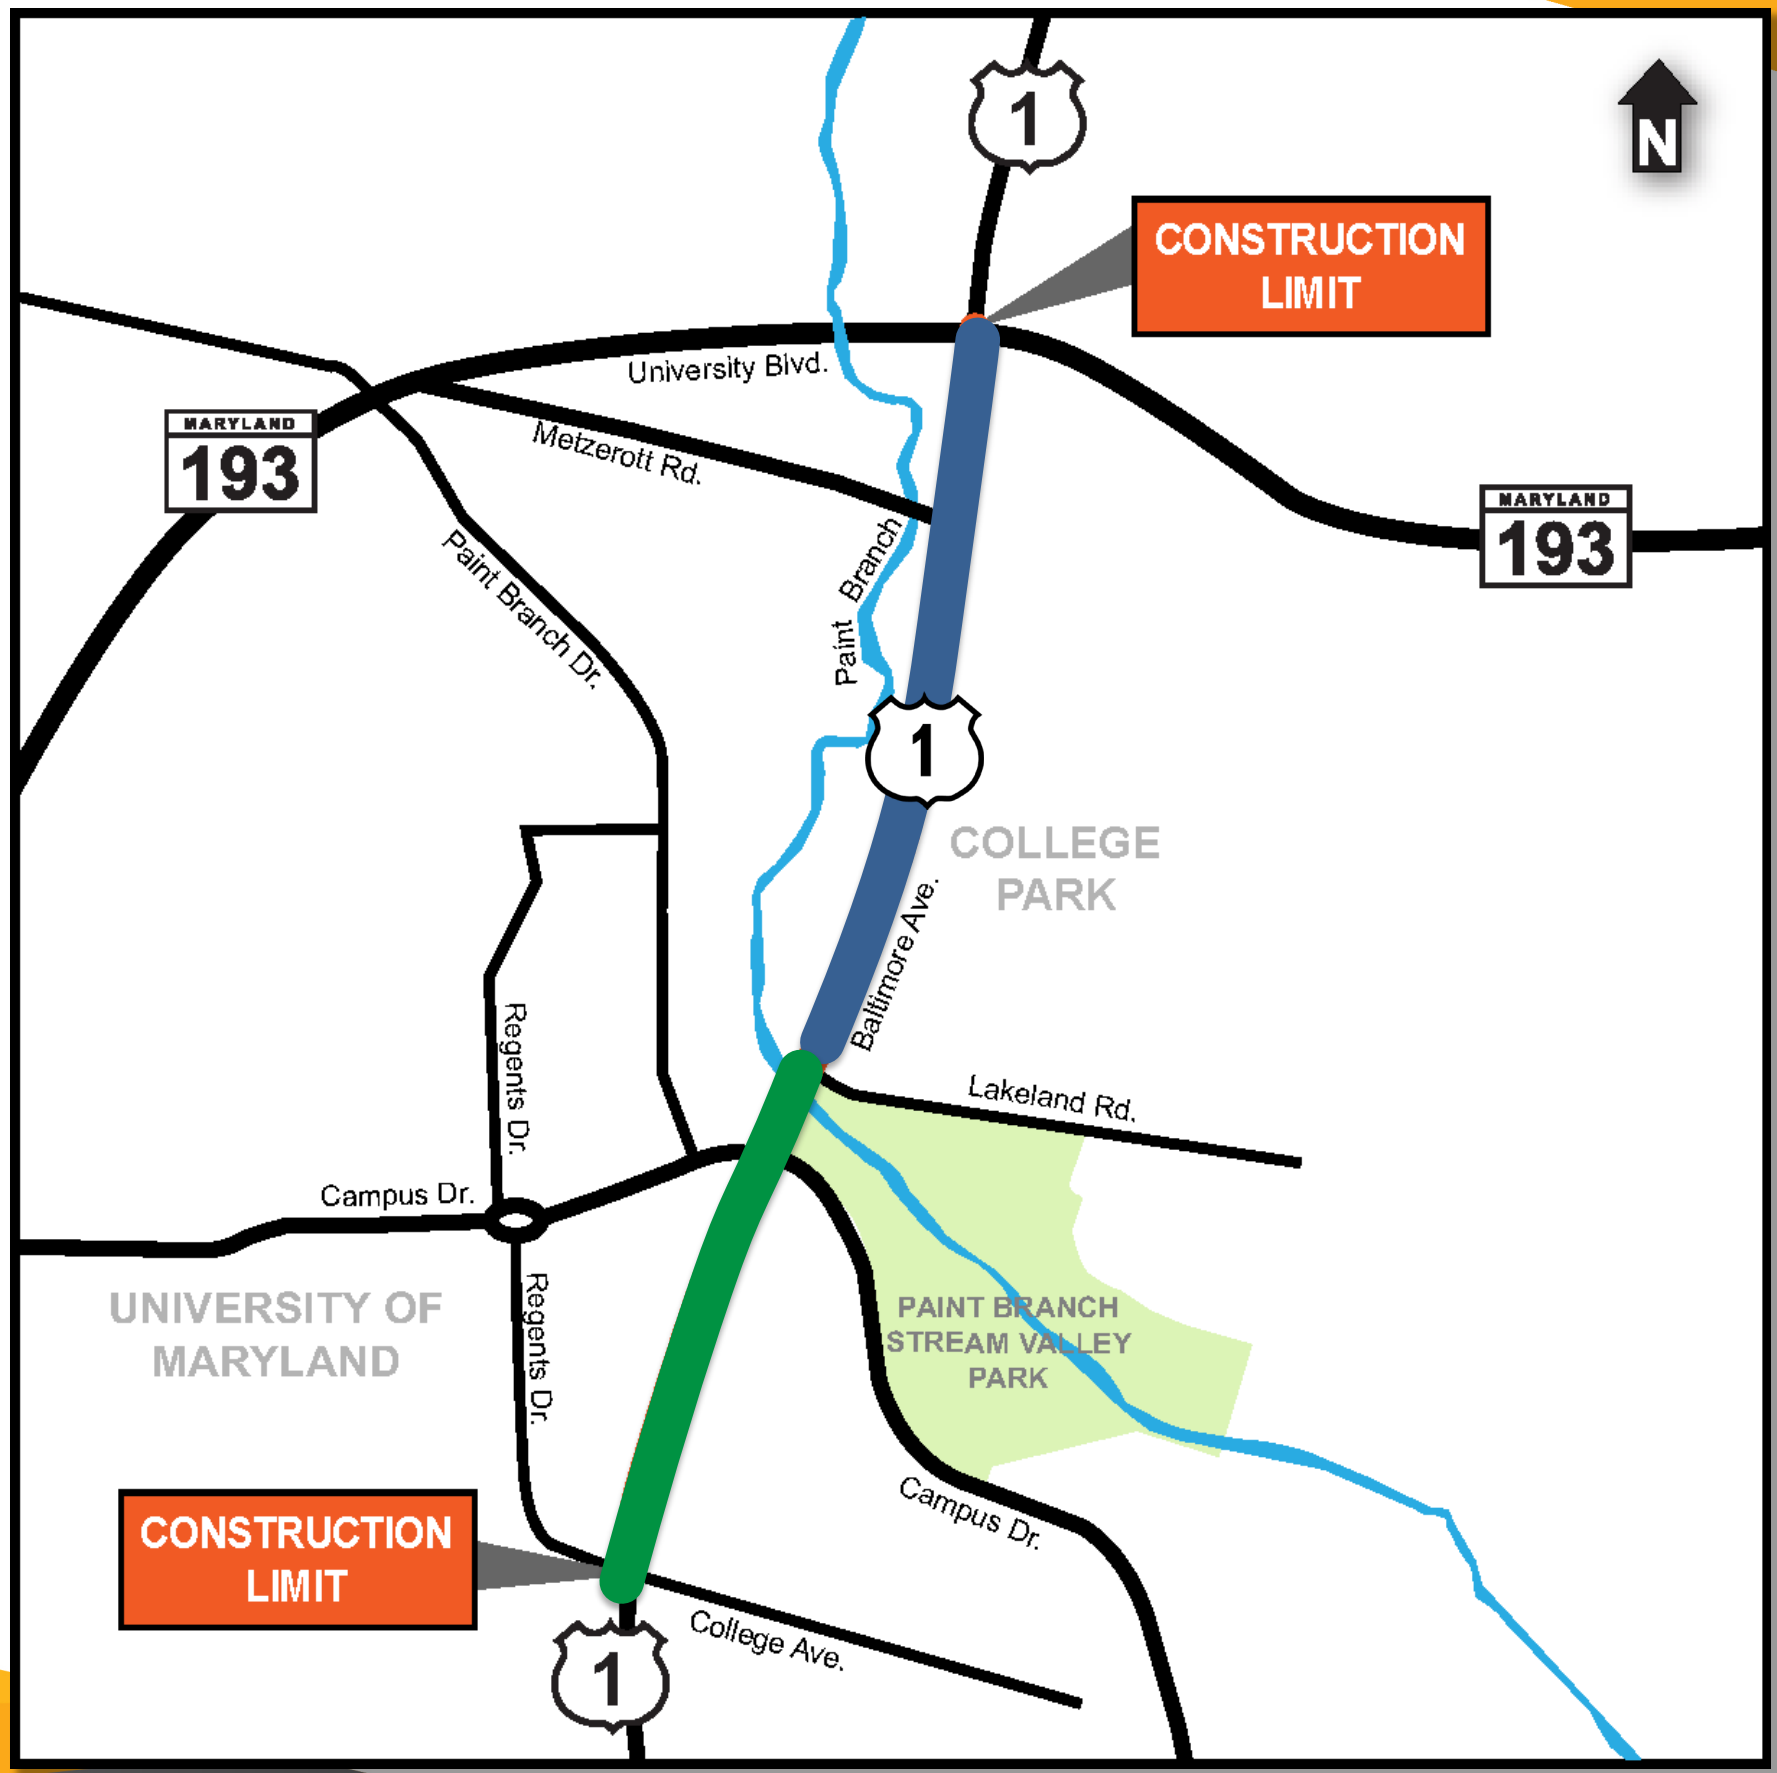 1
N
CONSTRUCTION
LIMIT
University Blvd.
MARYLAND
193
Metzerott Rd.
MARYLAND
193
Paint Branch Dr.
Paint Branch
1
COLLEGE
PARK
Baltimore Ave.
Regents Dr.
Lakeland Rd.
Campus Dr.
UNIVERSITY OF
MARYLAND
Regents Dr.
PAINT BRANCH
STREAM VALLEY
PARK
CONSTRUCTION
LIMIT
Campus Dr.
College Ave.
1